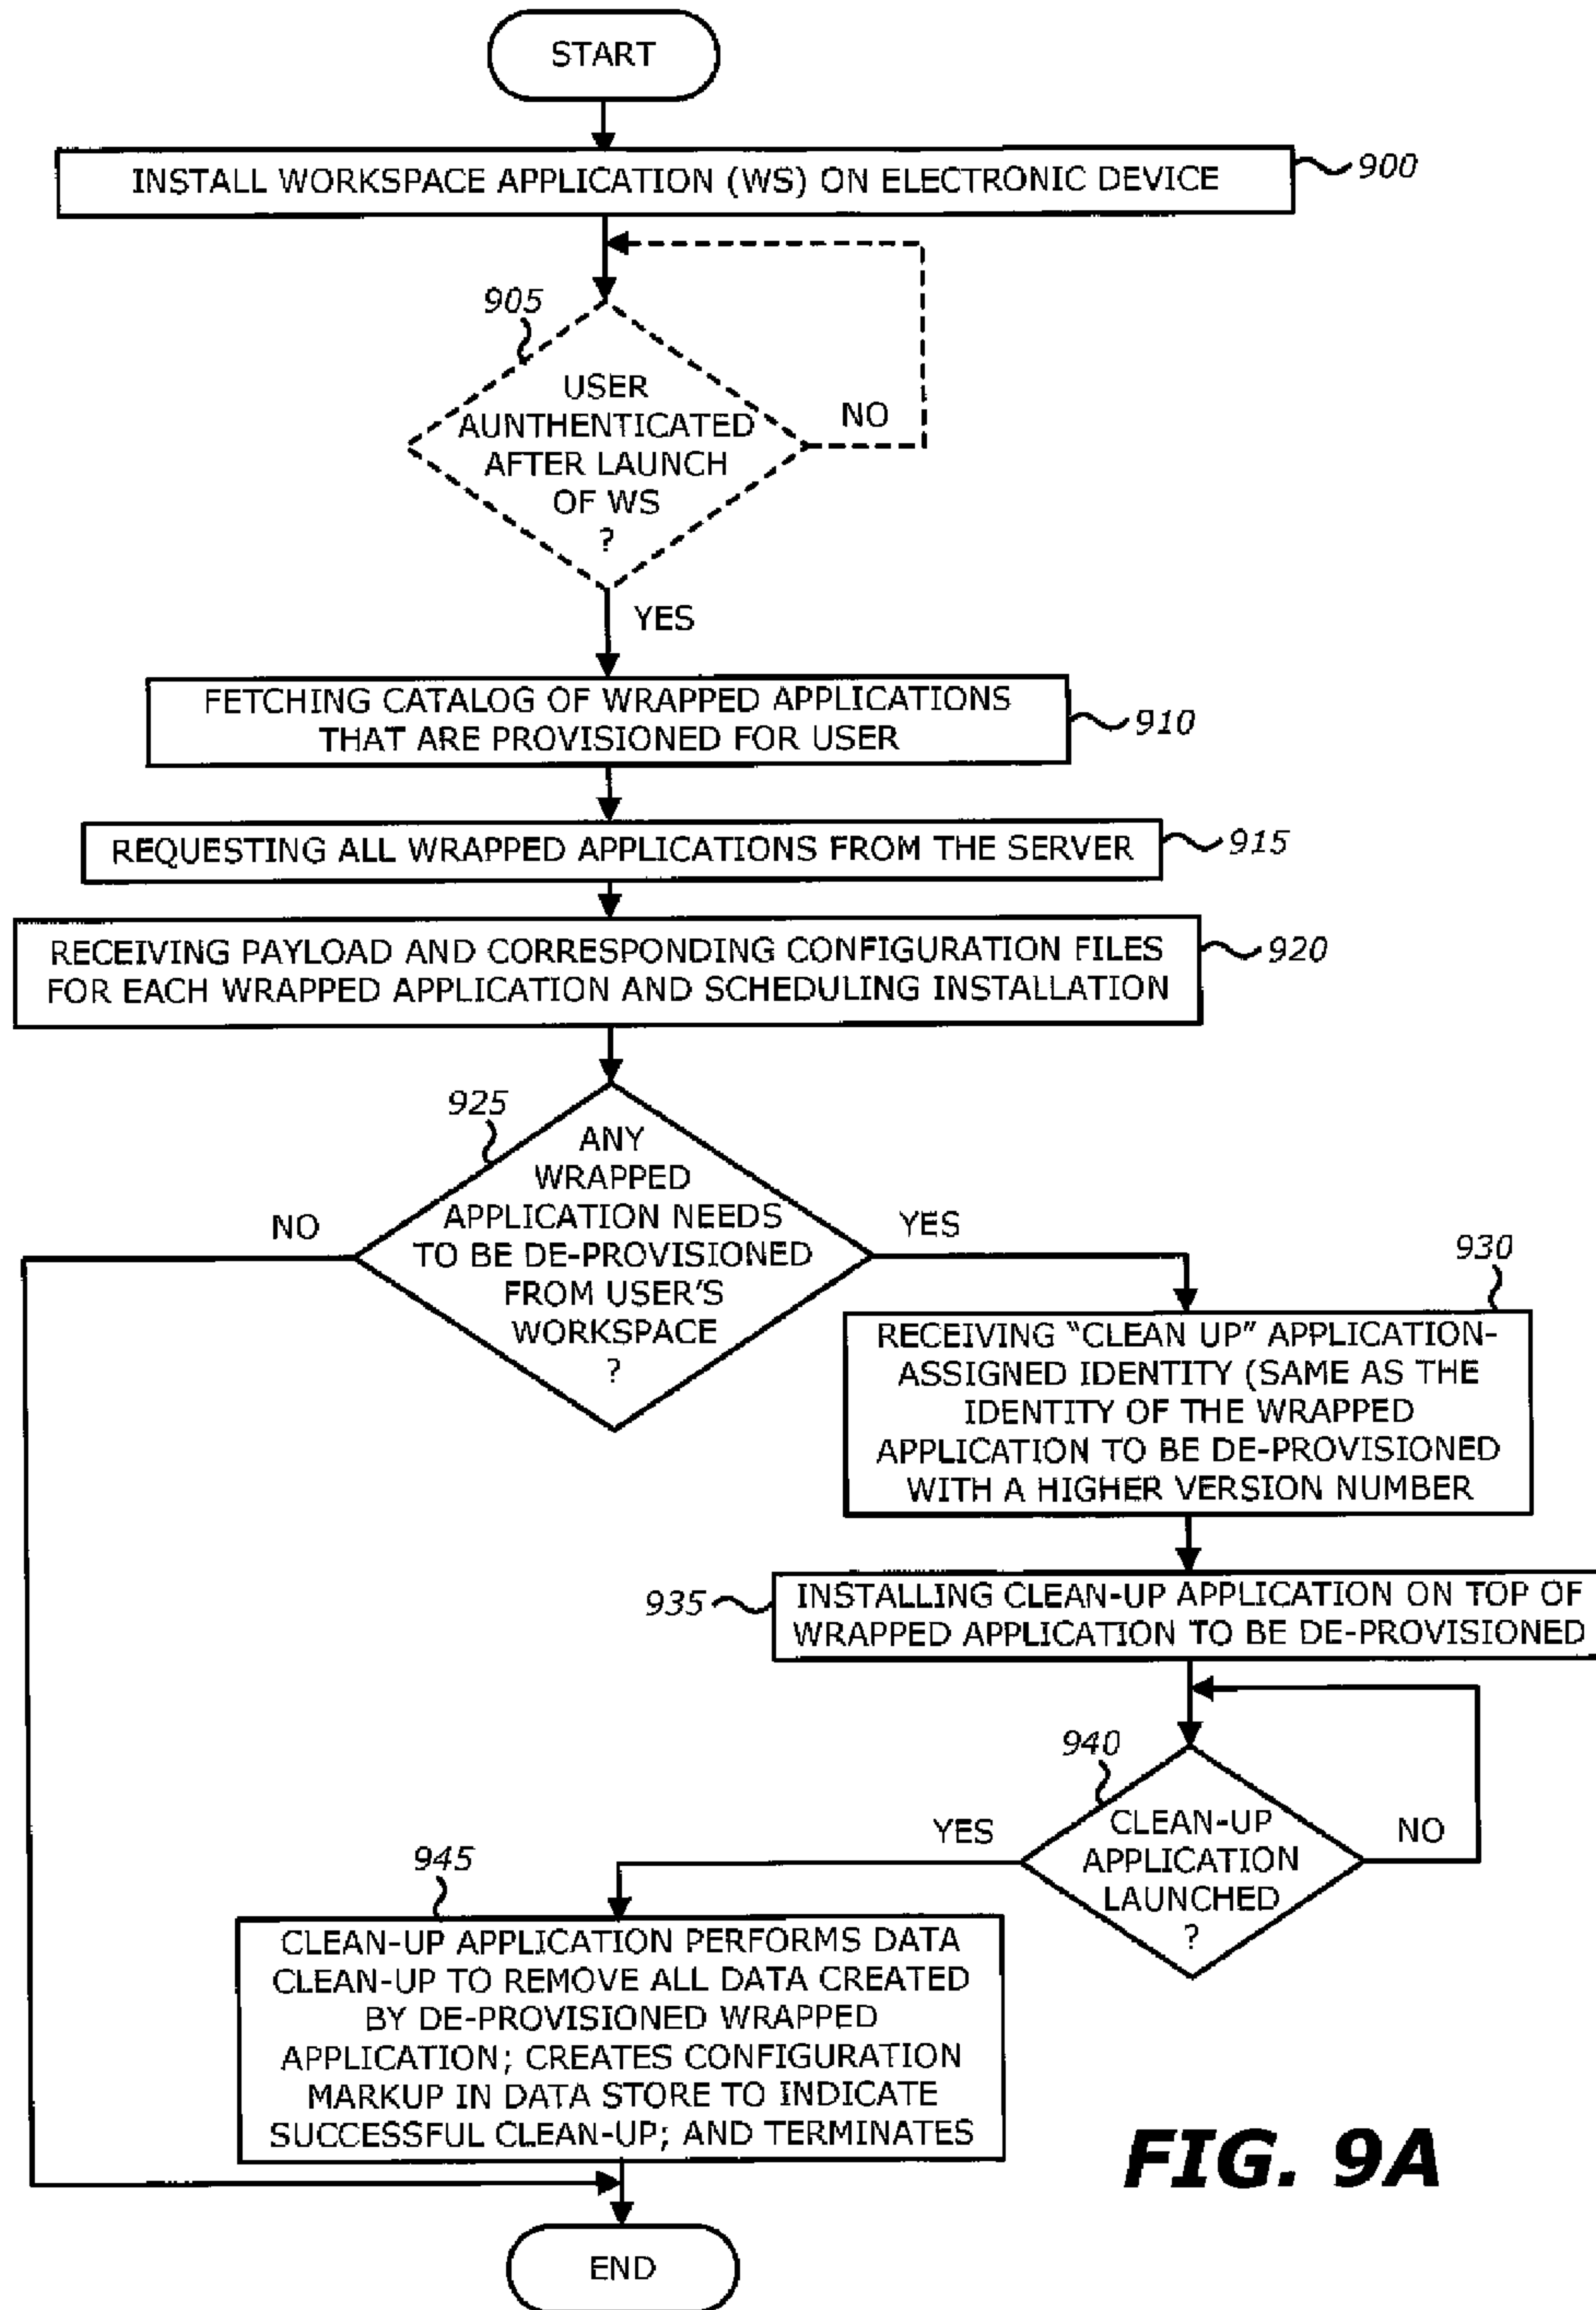 START
INSTALL WORKSPACE APPLICATION (WS) ON ELECTRONIC DEVICE
900
905
USER
AUNTHENTICATED
AFTER LAUNCH
OF WS
?
NO
YES
FETCHING CATALOG OF WRAPPED APPLICATIONS
THAT ARE PROVISIONED FOR USER
910
REQUESTING ALL WRAPPED APPLICATIONS FROM THE SERVER
915
RECEIVING PAYLOAD AND CORRESPONDING CONFIGURATION FILES
FOR EACH WRAPPED APPLICATION AND SCHEDULING INSTALLATION
920
925
ANY
WRAPPED
APPLICATION NEEDS
TO BE DE-PROVISIONED
FROM USER'S
WORKSPACE
?
NO
YES
930
RECEIVING “CLEAN UP” APPLICATION-
ASSIGNED IDENTITY (SAME AS THE
IDENTITY OF THE WRAPPED
APPLICATION TO BE DE-PROVISIONED
WITH A HIGHER VERSION NUMBER
935
INSTALLING CLEAN-UP APPLICATION ON TOP OF
WRAPPED APPLICATION TO BE DE-PROVISIONED
940
CLEAN-UP
APPLICATION
LAUNCHED
?
YES
NO
945
CLEAN-UP APPLICATION PERFORMS DATA
CLEAN-UP TO REMOVE ALL DATA CREATED
BY DE-PROVISIONED WRAPPED
APPLICATION; CREATES CONFIGURATION
MARKUP IN DATA STORE TO INDICATE
SUCCESSFUL CLEAN-UP; AND TERMINATES
FIG. 9A
END